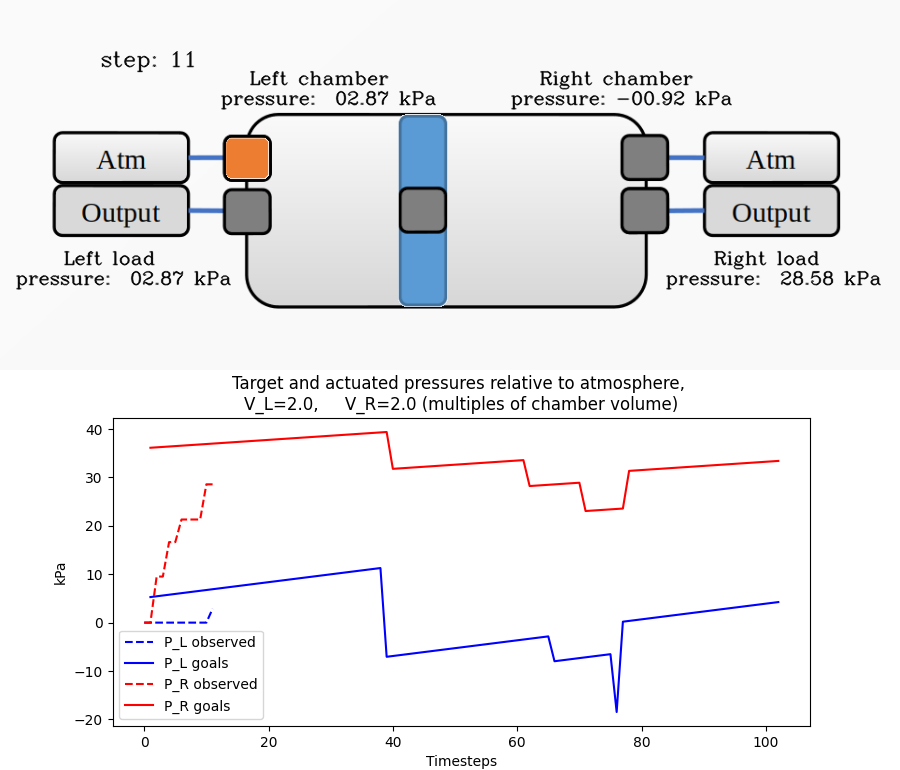 step: 11
Left chamber
pressure:  02.87 kPa
Right chamber
pressure: -00.92 kPa
Atm
Output
Atm
Output
Left load
pressure:  02.87 kPa
Right load
pressure:  28.58 kPa
Target and actuated pressures relative to atmosphere,
V_L=2.0,     V_R=2.0 (multiples of chamber volume)
40
30
20
10
0
−10
−20
kPa
P_L observed
P_L goals
P_R observed
P_R goals
0 20 40 60 80 100
Timesteps